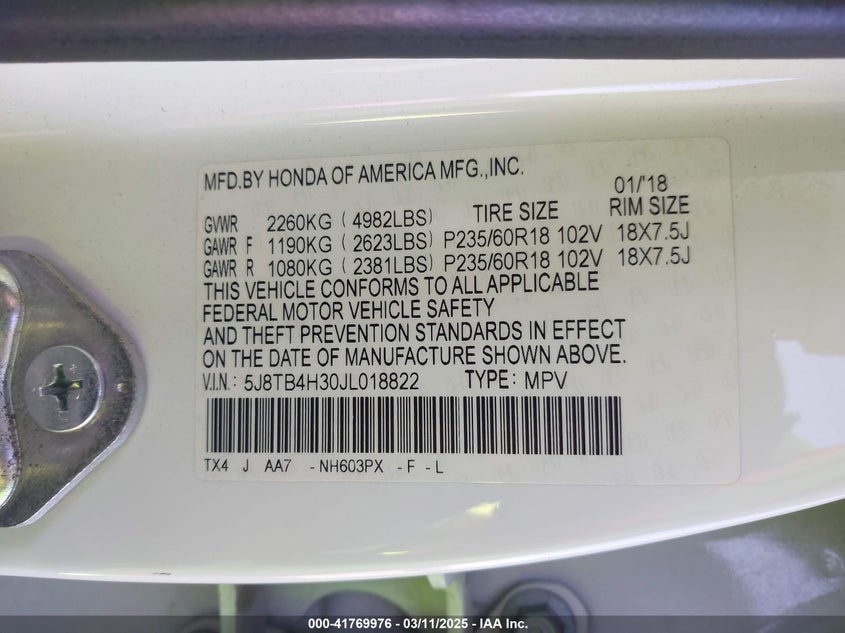 MFD.BY HONDA OF AMERICA MFG.,INC.
01/18
GVWR 2260KG ( 4982LBS) TIRE SIZE RIM SIZE
GAWR F 1190KG ( 2623LBS) P235/60R18 102V 18X7.5J
GAWR R 1080KG ( 2381LBS) P235/60R18 102V 18X7.5J
THIS VEHICLE CONFORMS TO ALL APPLICABLE
FEDERAL MOTOR VEHICLE SAFETY
AND THEFT PREVENTION STANDARDS IN EFFECT
ON THE DATE OF MANUFACTURE SHOWN ABOVE.
V.I.N.: 5J8TB4H30JL018822 TYPE: MPV
TX4 J AA7 -NH603PX -F -L
000-41769976 - 03/11/2025 - IAA Inc.